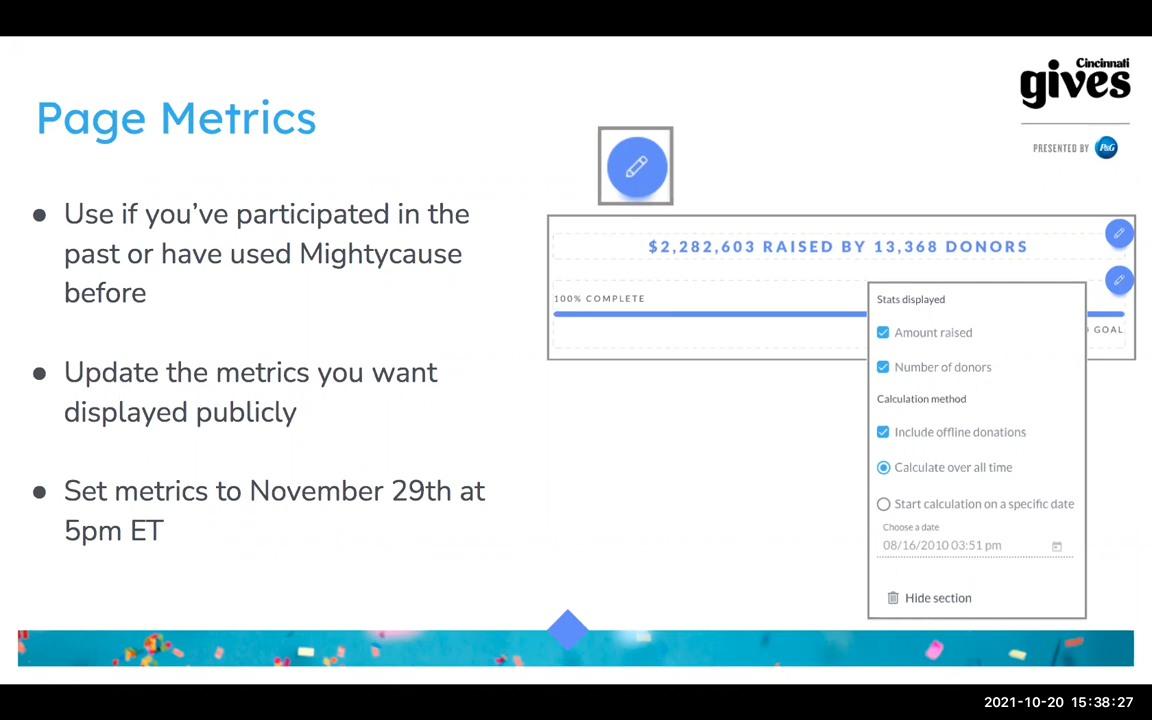 Cincinnati
gives
PRESENTED BY P&G
Page Metrics
● Use if you’ve participated in the
past or have used Mightycause
before
● Update the metrics you want
displayed publicly
● Set metrics to November 29th at
5pm ET
$2,282,603 RAISED BY 13,368 DONORS
100% COMPLETE
GOAL
Stats displayed
Amount raised
Number of donors
Calculation method
Include offline donations
Calculate over all time
Start calculation on a specific date
Choose a date
08/16/2010 03:51 pm
Hide section
2021-10-20 15:38:27